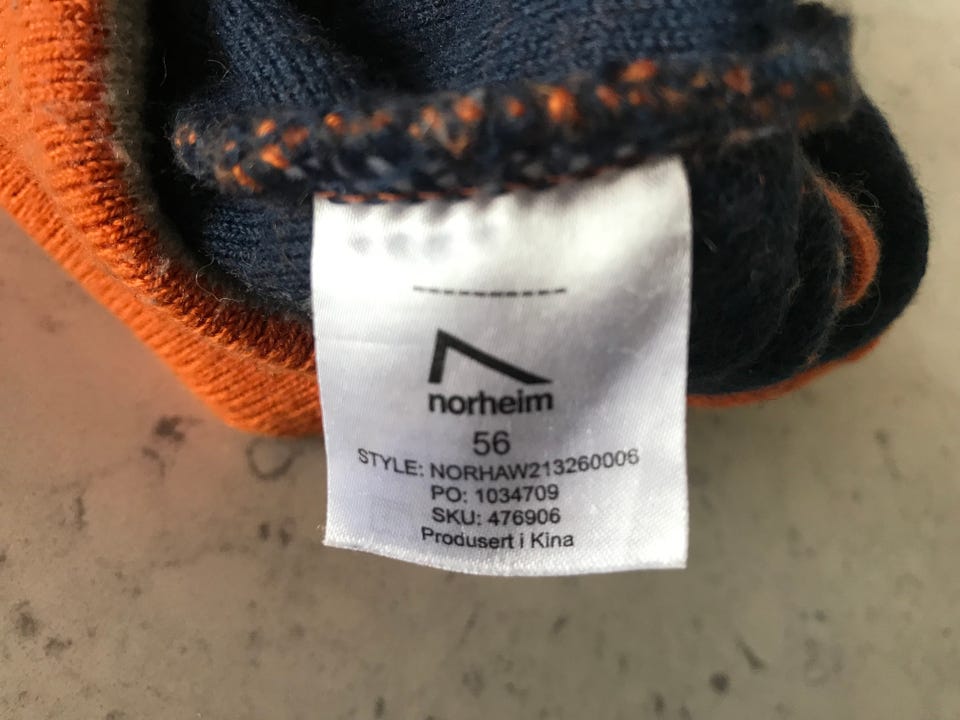 norheim
56
STYLE: NORHAW213260006
PO: 1034709
SKU: 476906
Produsert i Kina